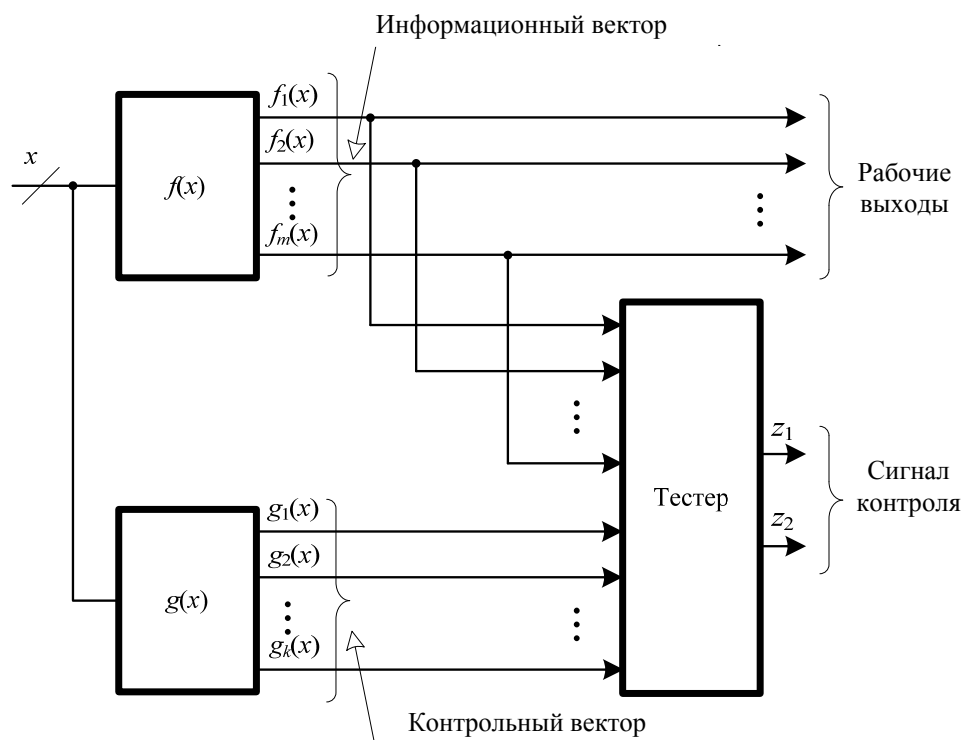 Информационный вектор
f₁(x)
f₂(x)
x
f(x)
fₘ(x)
Рабочие
выходы
z₁
Сигнал
контроля
Тестер
z₂
g₁(x)
g₂(x)
g(x)
gₖ(x)
Контрольный вектор